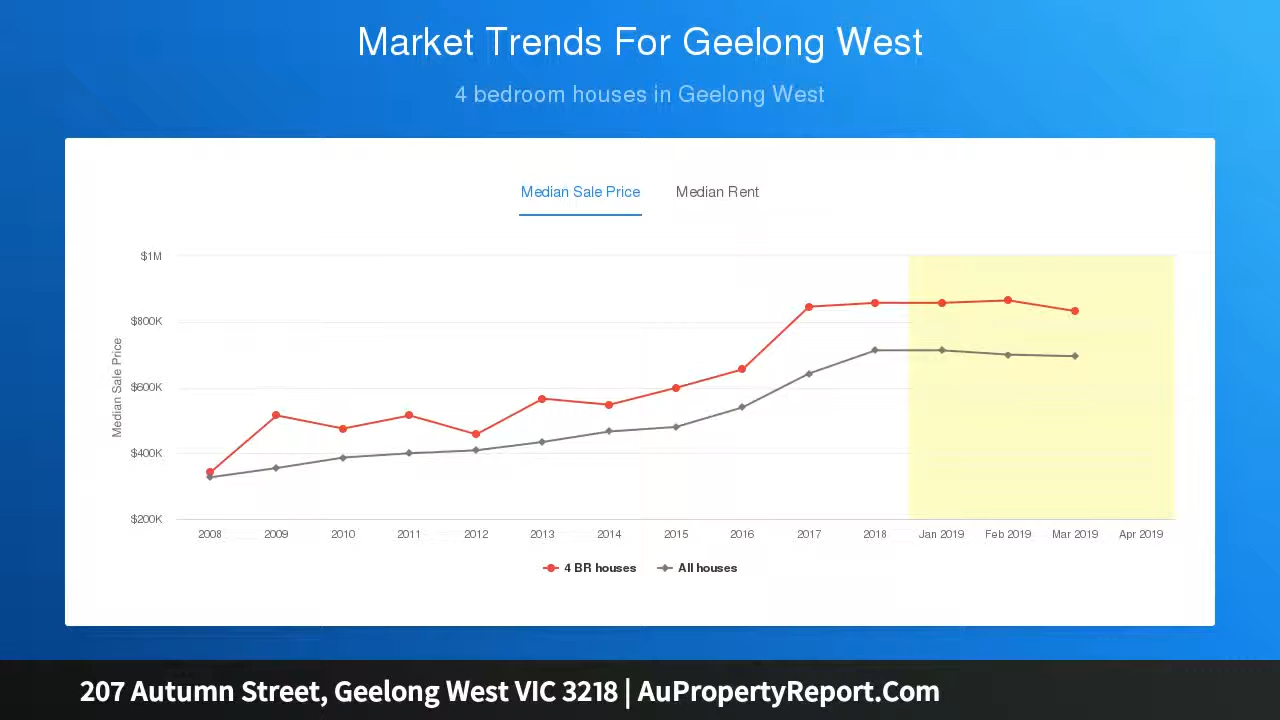 Market Trends For Geelong West
4 bedroom houses in Geelong West
Median Sale Price Median Rent
$1M
$800K
$600K
$400K
$200K
Median Sale Price
2008 2009 2010 2011 2012 2013 2014 2015 2016 2017 2018 Jan 2019 Feb 2019 Mar 2019 Apr 2019
4 BR houses All houses
207 Autumn Street, Geelong West VIC 3218 | AuPropertyReport.Com